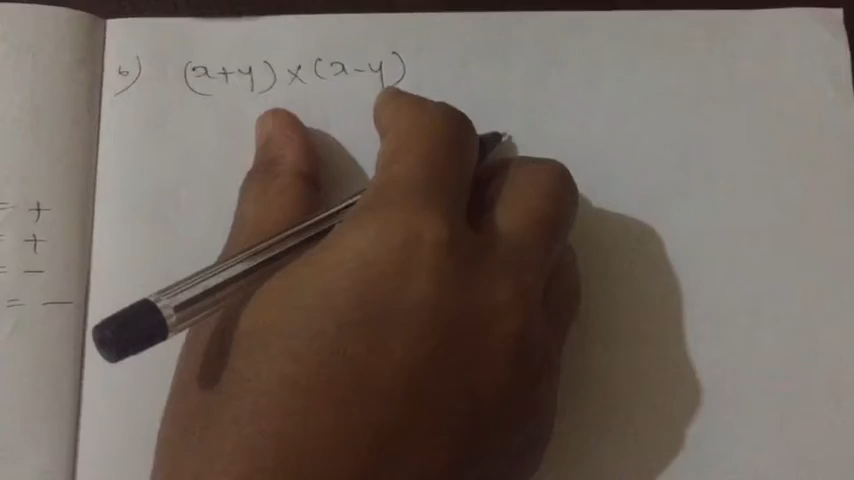 b) (x+y) × (x-y)
= +
= +
= -
= -